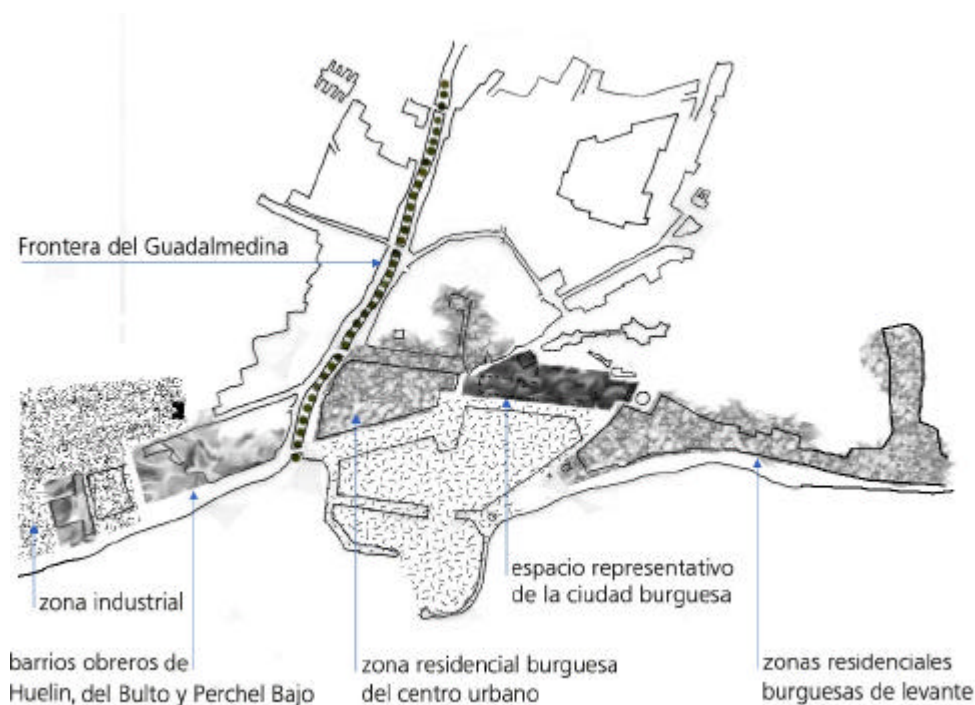 Frontera del Guadalmedina
espacio representativo
de la ciudad burguesa
zona industrial
barrios obreros de
Huelin, del Bulto y Perchel Bajo
zona residencial burguesa
del centro urbano
zonas residenciales
burguesas de levante